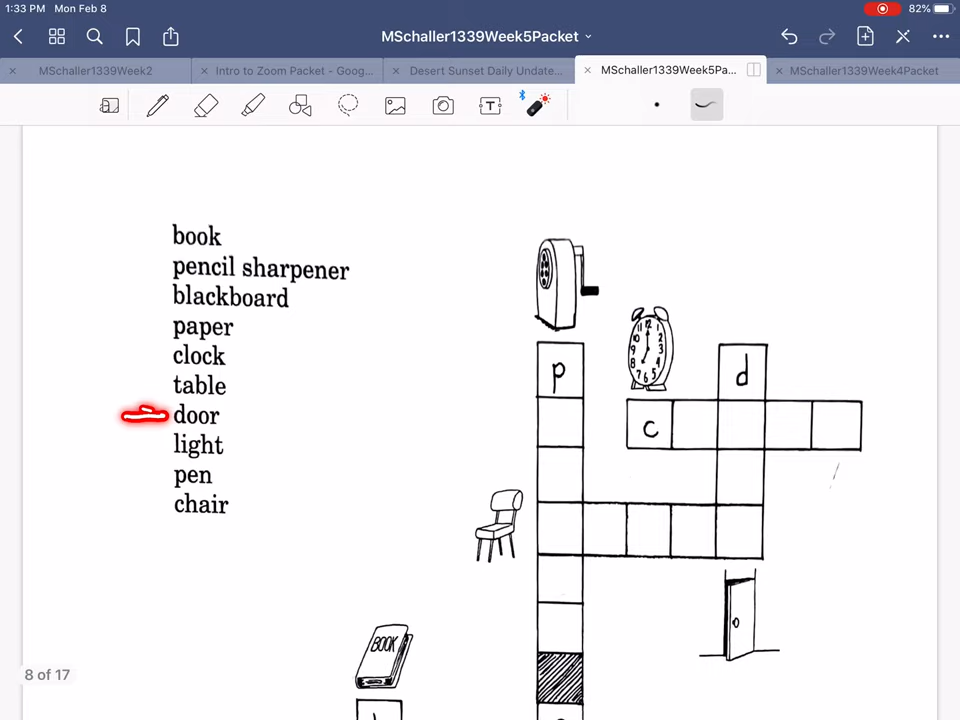 1:33 PM Mon Feb 8
82%
MSchaller1339Week5Packet
MSchaller1339Week2
Intro to Zoom Packet - Goog...
Desert Sunset Daily Undate...
MSchaller1339Week5Pa...
MSchaller1339Week4Packet
T
book
pencil sharpener
blackboard
paper
clock
table
door
light
pen
chair
p
d
c
BOOK
8 of 17